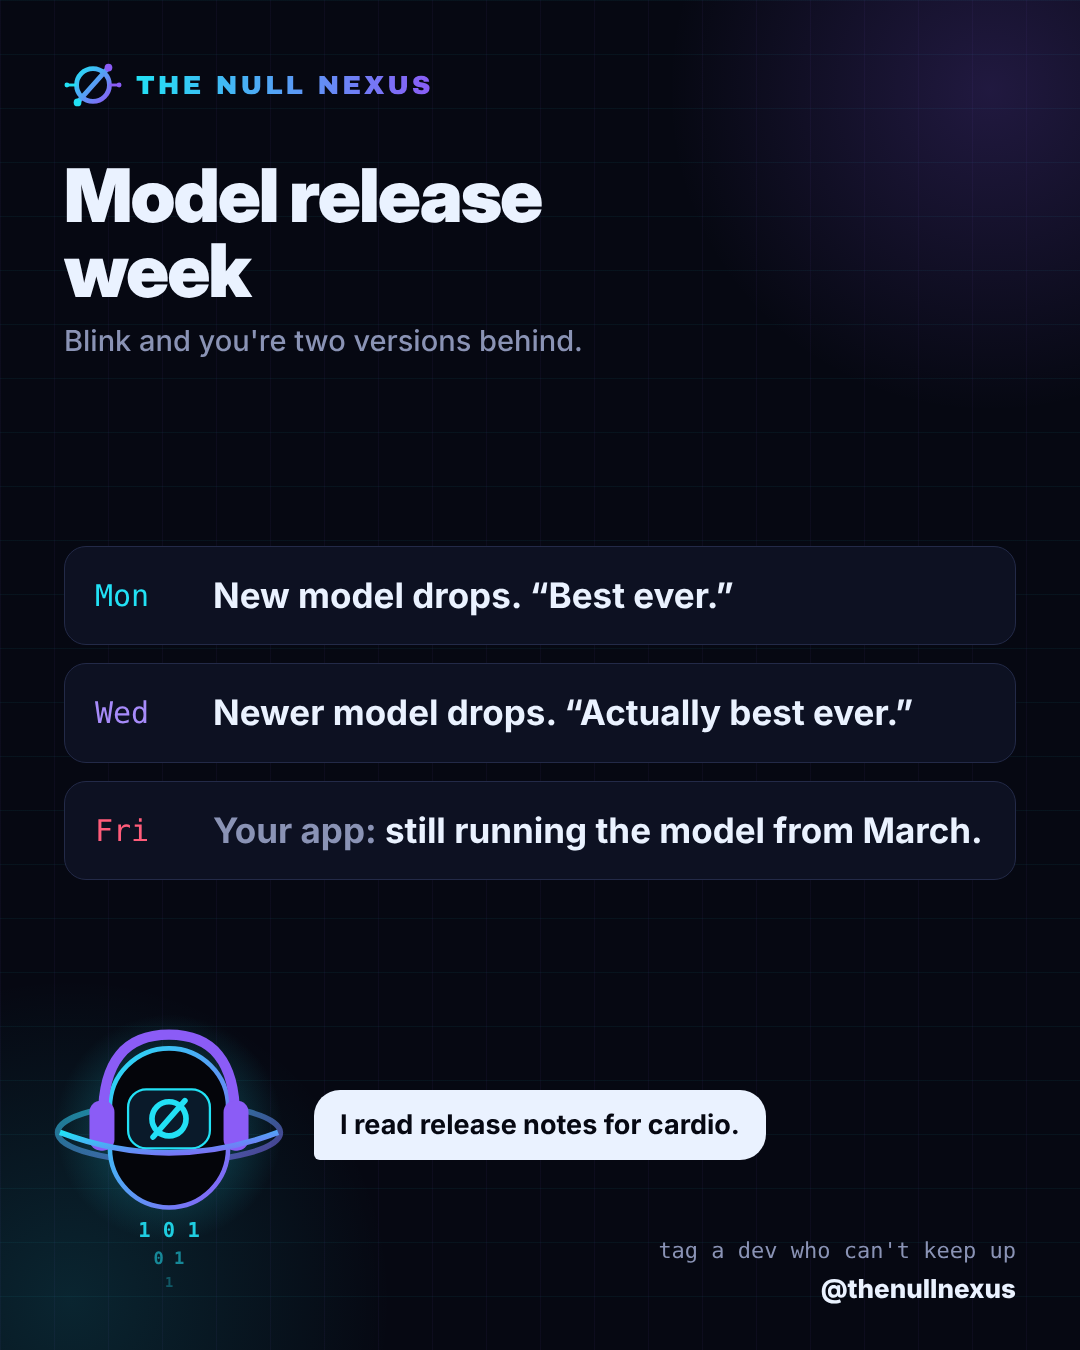 THE NULL NEXUS
Model release
week
Blink and you're two versions behind.
Mon New model drops. “Best ever.”
Wed Newer model drops. “Actually best ever.”
Fri Your app: still running the model from March.
I read release notes for cardio.
1 0 1
0 1
1
tag a dev who can't keep up
@thenullnexus